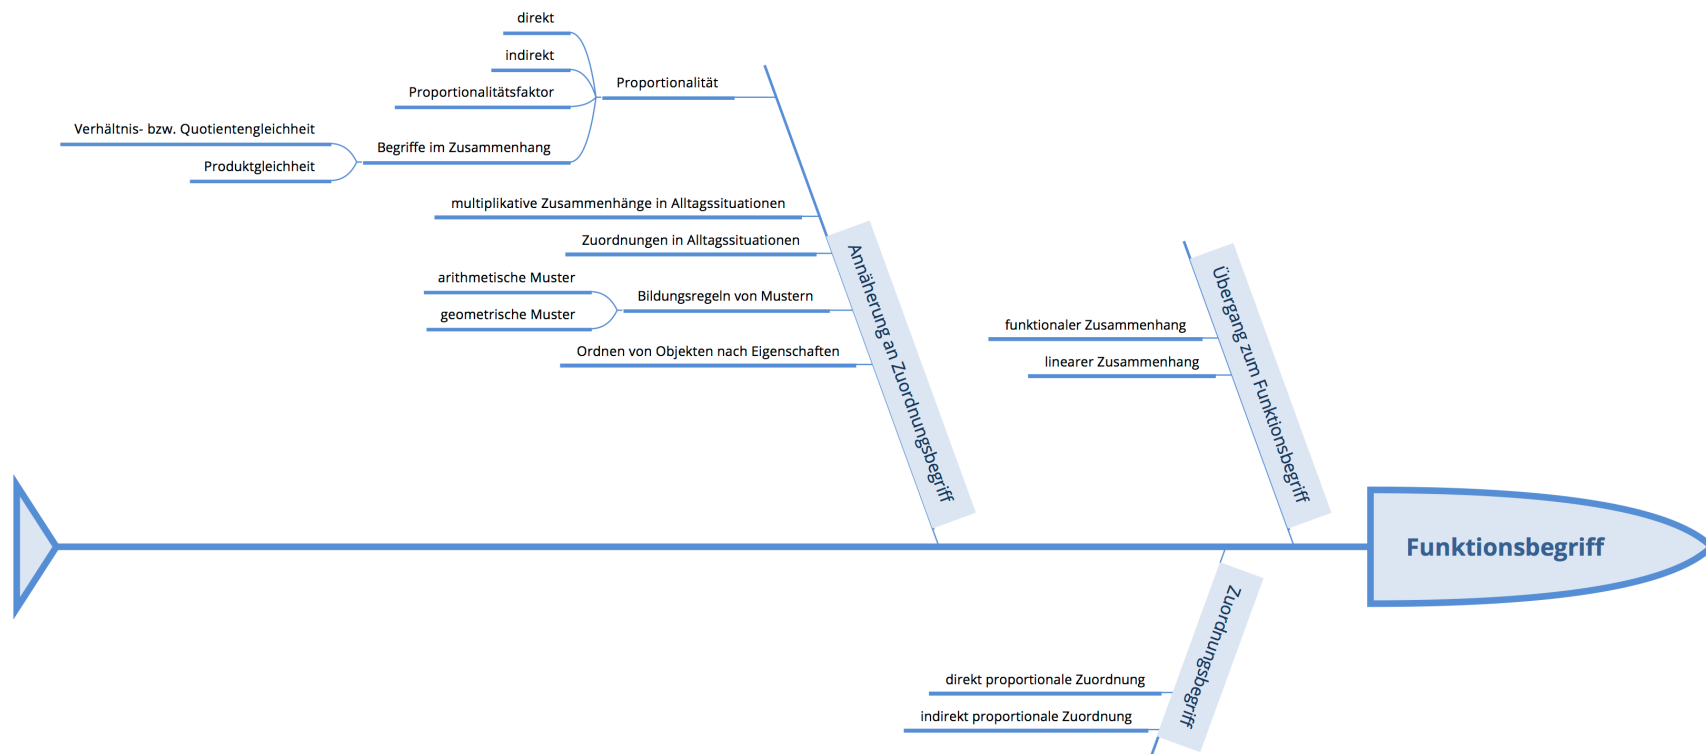 direkt
indirekt
Proportionalität
Proportionalitätsfaktor
Verhältnis- bzw. Quotientengleichheit
Begriffe im Zusammenhang
Produktgleichheit
multiplikative Zusammenhänge in Alltagssituationen
Zuordnungen in Alltagssituationen
arithmetische Muster
Bildungsregeln von Mustern
geometrische Muster
Ordnen von Objekten nach Eigenschaften
Annäherung an Zuordnungsbegriff
funktionaler Zusammenhang
linearer Zusammenhang
Übergang zum Funktionsbegriff
Funktionsbegriff
Zuordnungsbegriff
direkt proportionale Zuordnung
indirekt proportionale Zuordnung